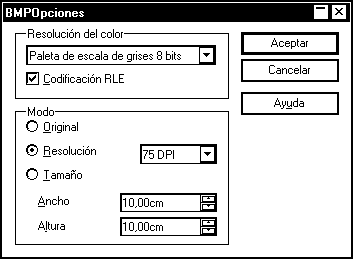 BMPOpciones
Resolución del color
Paleta de escala de grises 8 bits
Codificación RLE
Modo
Original
Resolución 75 DPI
Tamaño
Ancho 10,00cm
Altura 10,00cm
Aceptar
Cancelar
Ayuda